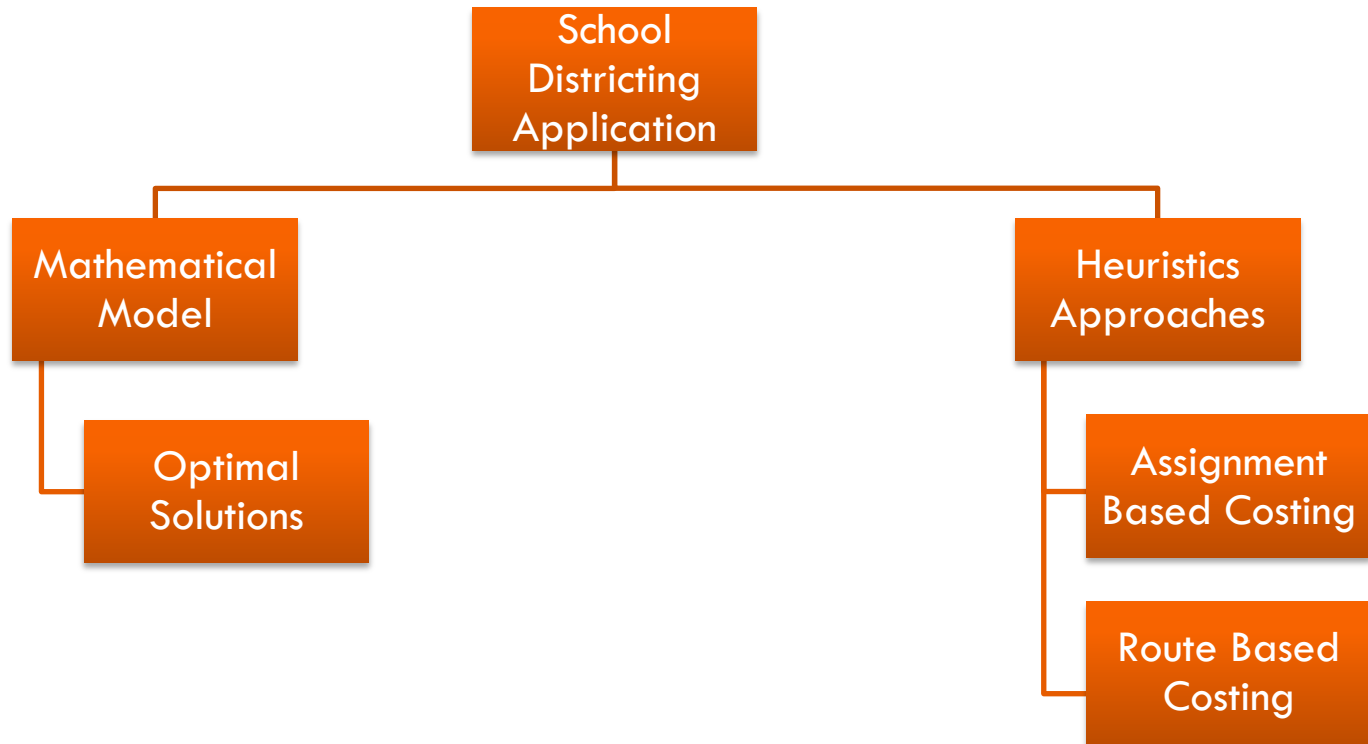 School
Districting
Application
Mathematical
Model
Heuristics
Approaches
Optimal
Solutions
Assignment
Based Costing
Route Based
Costing